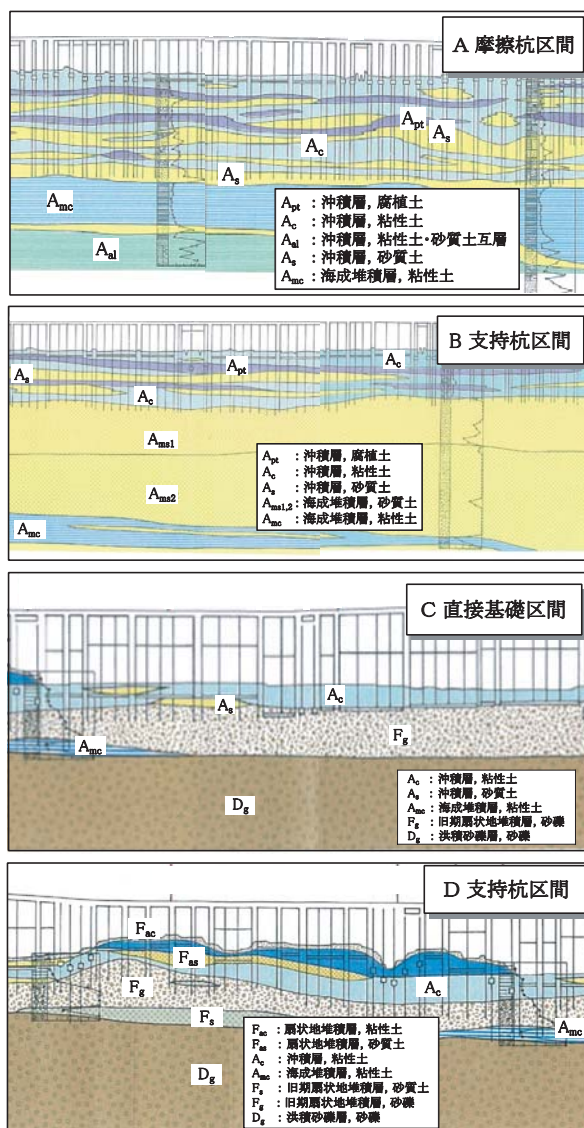 A 摩擦杭区間
Apt
As
Ac
As
Amc
Aal
Apt：沖積層, 腐植土
Ac：沖積層, 粘性土
Aal：沖積層, 粘性土・砂質土互層
As：沖積層, 砂質土
Amc：海成堆積層, 粘性土
B 支持杭区間
Ac
Apt
As
Ac
Ams1
Ams2
Amc
Apt：沖積層, 腐植土
Ac：沖積層, 粘性土
As：沖積層, 砂質土
Ams1,2：海成堆積層, 砂質土
Amc：海成堆積層, 粘性土
C 直接基礎区間
Ac
As
Fg
Amc
Dg
Ac：沖積層, 粘性土
As：沖積層, 砂質土
Amc：海成堆積層, 粘性土
Fg：旧期扇状地堆積層, 砂礫
Dg：洪積砂礫層, 砂礫
D 支持杭区間
Fac
Fas
Fg
Ac
Fs
Amc
Dg
Fac：扇状地堆積層, 粘性土
Fas：扇状地堆積層, 砂質土
Ac：沖積層, 粘性土
Amc：海成堆積層, 粘性土
Fs：旧期扇状地堆積層, 砂質土
Fg：旧期扇状地堆積層, 砂礫
Dg：洪積砂礫層, 砂礫